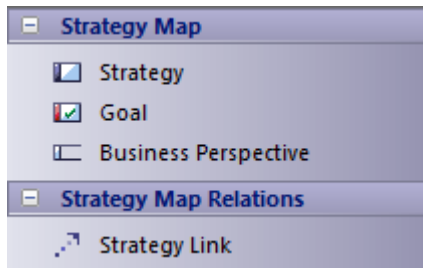 Strategy Map
Strategy
Goal
Business Perspective
Strategy Map Relations
Strategy Link